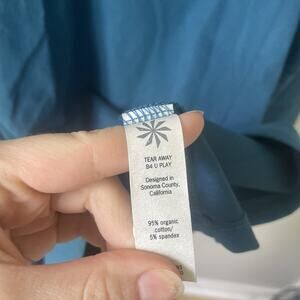 TEAR AWAY
B4 U PLAY
Designed in
Sonoma County,
California
95% organic
cotton/
5% spandex